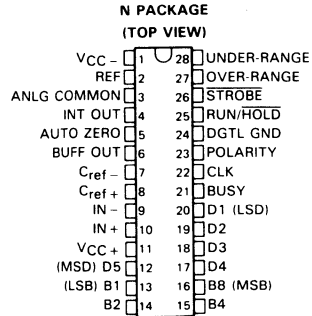 N PACKAGE
(TOP VIEW)
VCC – 1 28 UNDER-RANGE
REF 2 27 OVER-RANGE
ANLG COMMON 3 26 STROBE
INT OUT 4 25 RUN/HOLD
AUTO ZERO 5 24 DGTL GND
BUFF OUT 6 23 POLARITY
Cref – 7 22 CLK
Cref + 8 21 BUSY
IN – 9 20 D1 (LSD)
IN + 10 19 D2
VCC + 11 18 D3
(MSD) D5 12 17 D4
(LSB) B1 13 16 B8 (MSB)
B2 14 15 B4